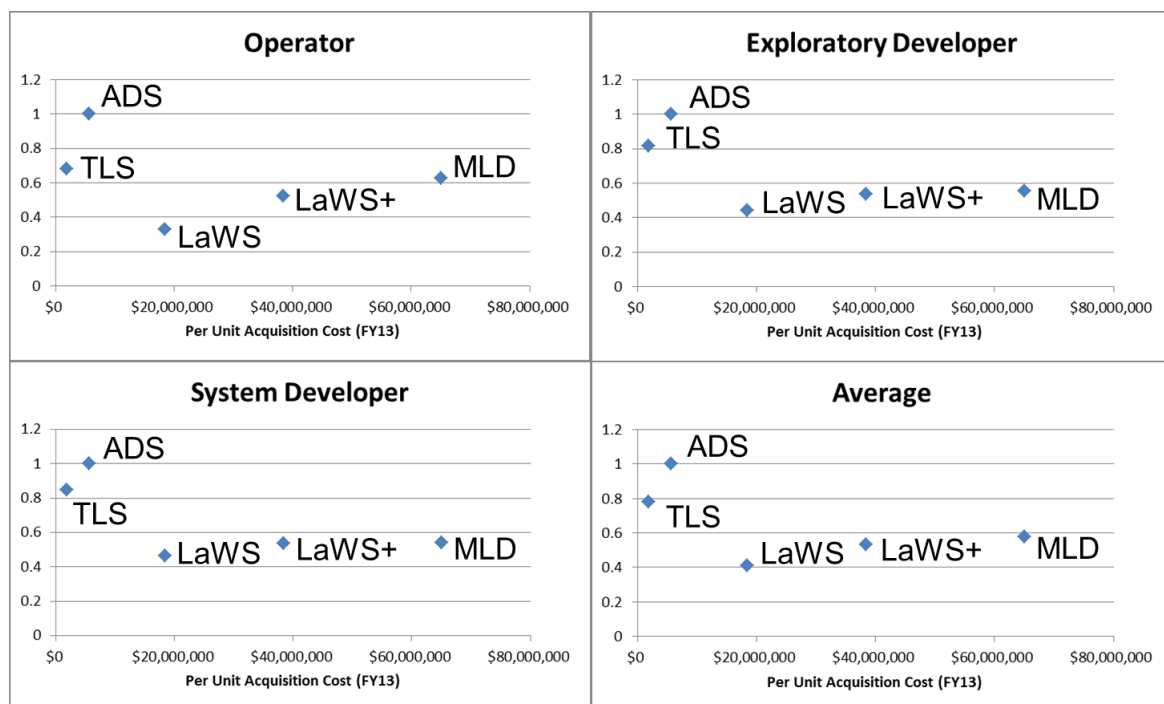 Operator
1.2
1
0.8
0.6
0.4
0.2
0
ADS
TLS
MLD
LaWS+
LaWS
$0 $20,000,000 $40,000,000 $60,000,000 $80,000,000
Per Unit Acquisition Cost (FY13)
Exploratory Developer
1.2
1
0.8
0.6
0.4
0.2
0
ADS
TLS
LaWS LaWS+ MLD
$0 $20,000,000 $40,000,000 $60,000,000 $80,000,000
Per Unit Acquisition Cost (FY13)
System Developer
1.2
1
0.8
0.6
0.4
0.2
0
ADS
TLS
LaWS LaWS+ MLD
$0 $20,000,000 $40,000,000 $60,000,000 $80,000,000
Per Unit Acquisition Cost (FY13)
Average
1.2
1
0.8
0.6
0.4
0.2
0
ADS
TLS
LaWS LaWS+ MLD
$0 $20,000,000 $40,000,000 $60,000,000 $80,000,000
Per Unit Acquisition Cost (FY13)